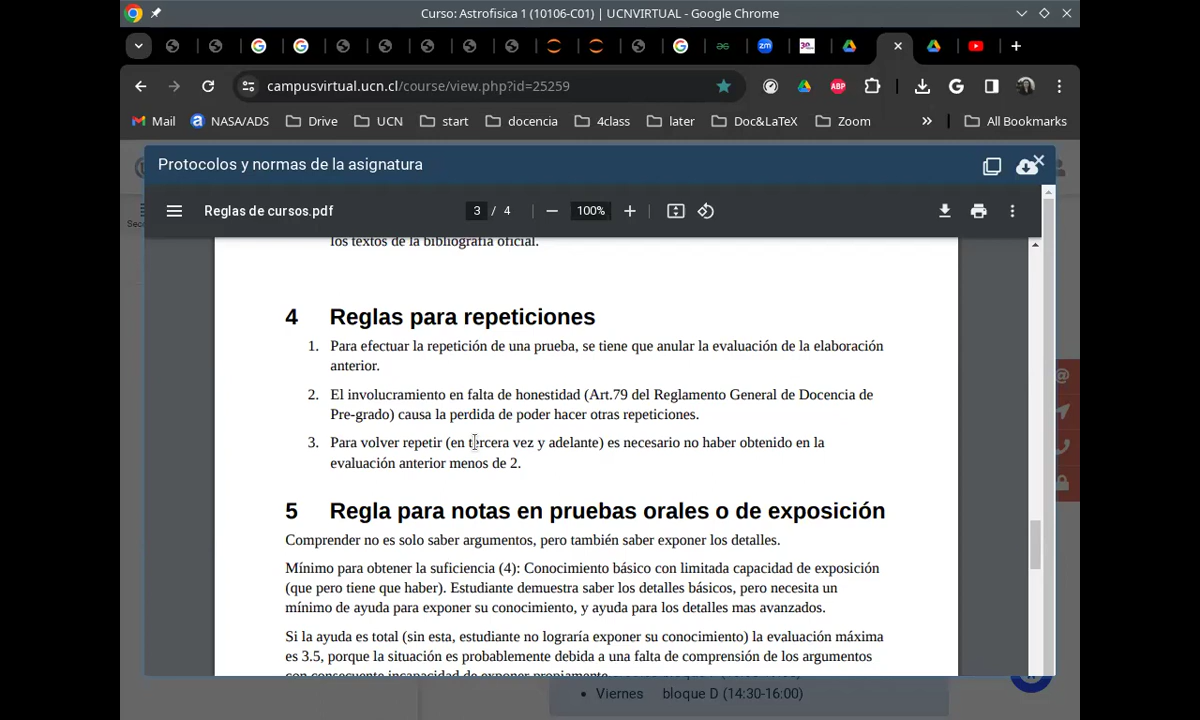 Curso: Astrofisica 1 (10106-C01) | UCNVIRTUAL - Google Chrome
campusvirtual.ucn.cl/course/view.php?id=25259
Mail NASA/ADS Drive UCN start docencia 4class later Doc&LaTeX Zoom » All Bookmarks
Protocolos y normas de la asignatura
Reglas de cursos.pdf 3 / 4 100%
los textos de la bibliografía oficial.
4 Reglas para repeticiones
1. Para efectuar la repetición de una prueba, se tiene que anular la evaluación de la elaboración
anterior.
2. El involucramiento en falta de honestidad (Art.79 del Reglamento General de Docencia de
Pre-grado) causa la perdida de poder hacer otras repeticiones.
3. Para volver repetir (en tercera vez y adelante) es necesario no haber obtenido en la
evaluación anterior menos de 2.
5 Regla para notas en pruebas orales o de exposición
Comprender no es solo saber argumentos, pero también saber exponer los detalles.
Mínimo para obtener la suficiencia (4): Conocimiento básico con limitada capacidad de exposición
(que pero tiene que haber). Estudiante demuestra saber los detalles básicos, pero necesita un
mínimo de ayuda para exponer su conocimiento, y ayuda para los detalles mas avanzados.
Si la ayuda es total (sin esta, estudiante no lograría exponer su conocimiento) la evaluación máxima
es 3.5, porque la situación es probablemente debida a una falta de comprensión de los argumentos
con consecuente incapacidad de exponer propiamente
Viernes bloque D (14:30-16:00)